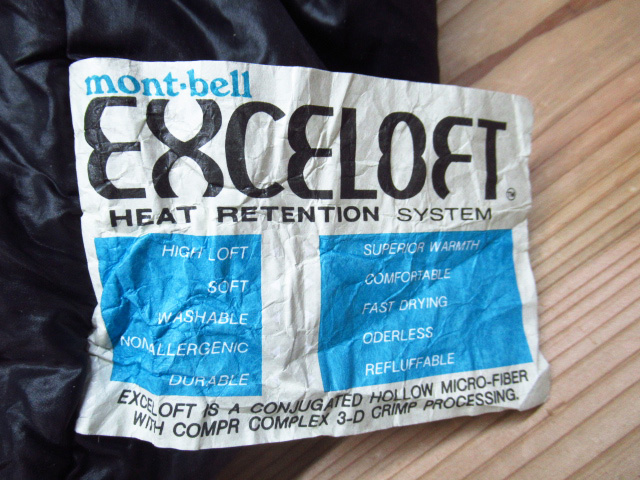 mont-bell
EXCELOFT
HEAT RETENTION SYSTEM
HIGH LOFT
SOFT
WASHABLE
NONALLERGENIC
DURABLE
SUPERIOR WARMTH
COMFORTABLE
FAST DRYING
ODERLESS
REFLUFFABLE
EXCELOFT IS A CONJUGATED HOLLOW MICRO-FIBER
WITH COMPR COMPLEX 3-D CRIMP PROCESSING.